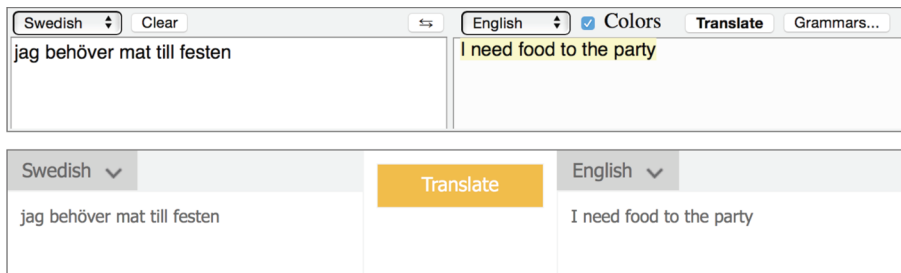 Swedish Clear ⇆ English Colors Translate Grammars...
jag behöver mat till festen I need food to the party
Swedish Translate English
jag behöver mat till festen I need food to the party